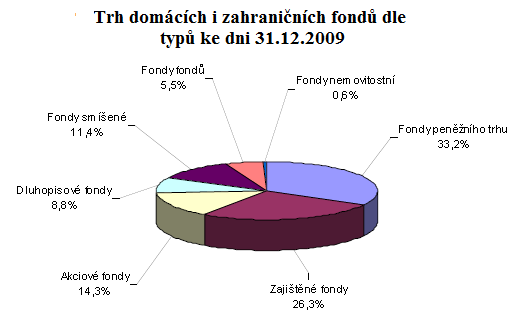 Trh domácích i zahraničních fondů dle
typů ke dni 31.12.2009
Fondy fondů
5,5%
Fondy nemovitostní
0,6%
Fondy smíšené
11,4%
Fondy peněžního trhu
33,2%
Dluhopisové fondy
8,8%
Akciové fondy
14,3%
Zajištěné fondy
26,3%